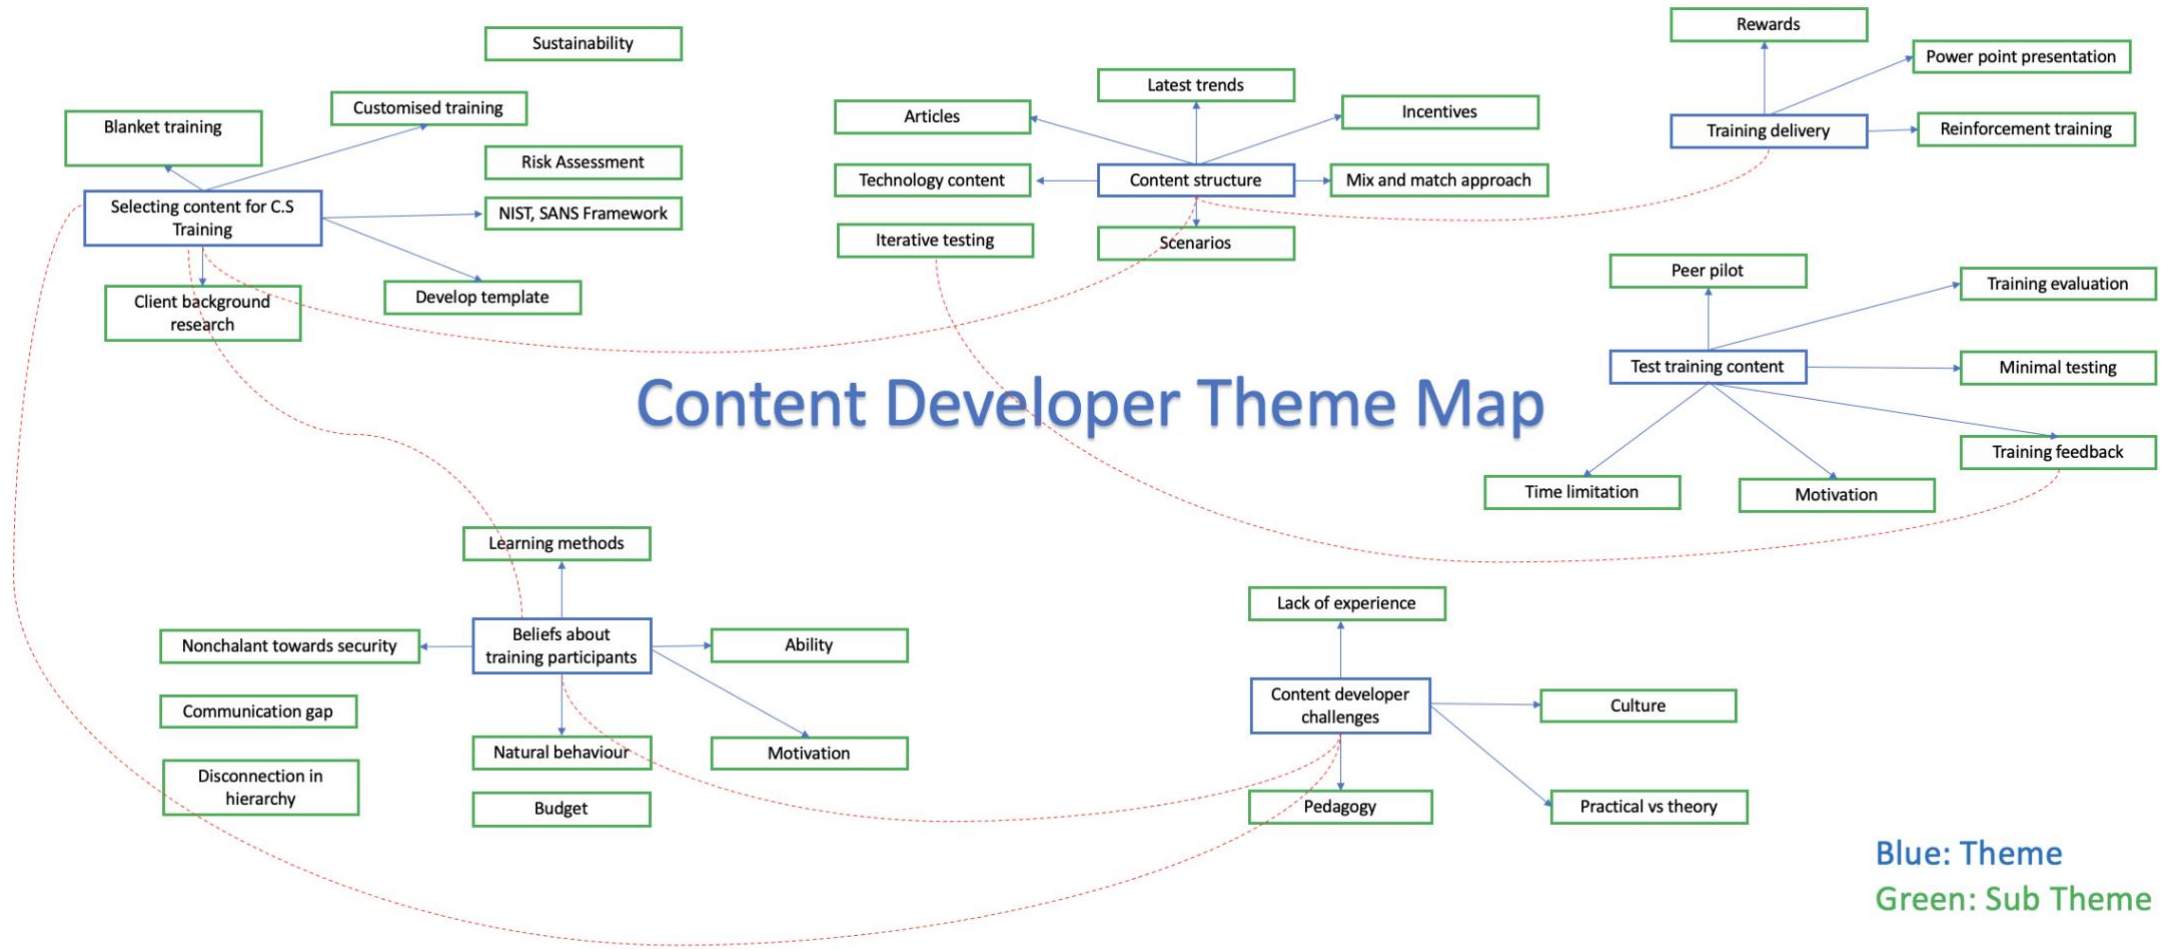 Sustainability
Customised training
Blanket training
Risk Assessment
Selecting content for C.S
Training
NIST, SANS Framework
Client background
research
Develop template
Latest trends
Articles
Incentives
Technology content
Content structure
Mix and match approach
Iterative testing
Scenarios
Rewards
Power point presentation
Training delivery
Reinforcement training
Peer pilot
Training evaluation
Test training content
Minimal testing
Training feedback
Time limitation
Motivation
Content Developer Theme Map
Learning methods
Nonchalant towards security
Beliefs about
training participants
Ability
Communication gap
Natural behaviour
Motivation
Disconnection in
hierarchy
Budget
Lack of experience
Content developer
challenges
Culture
Pedagogy
Practical vs theory
Blue: Theme
Green: Sub Theme